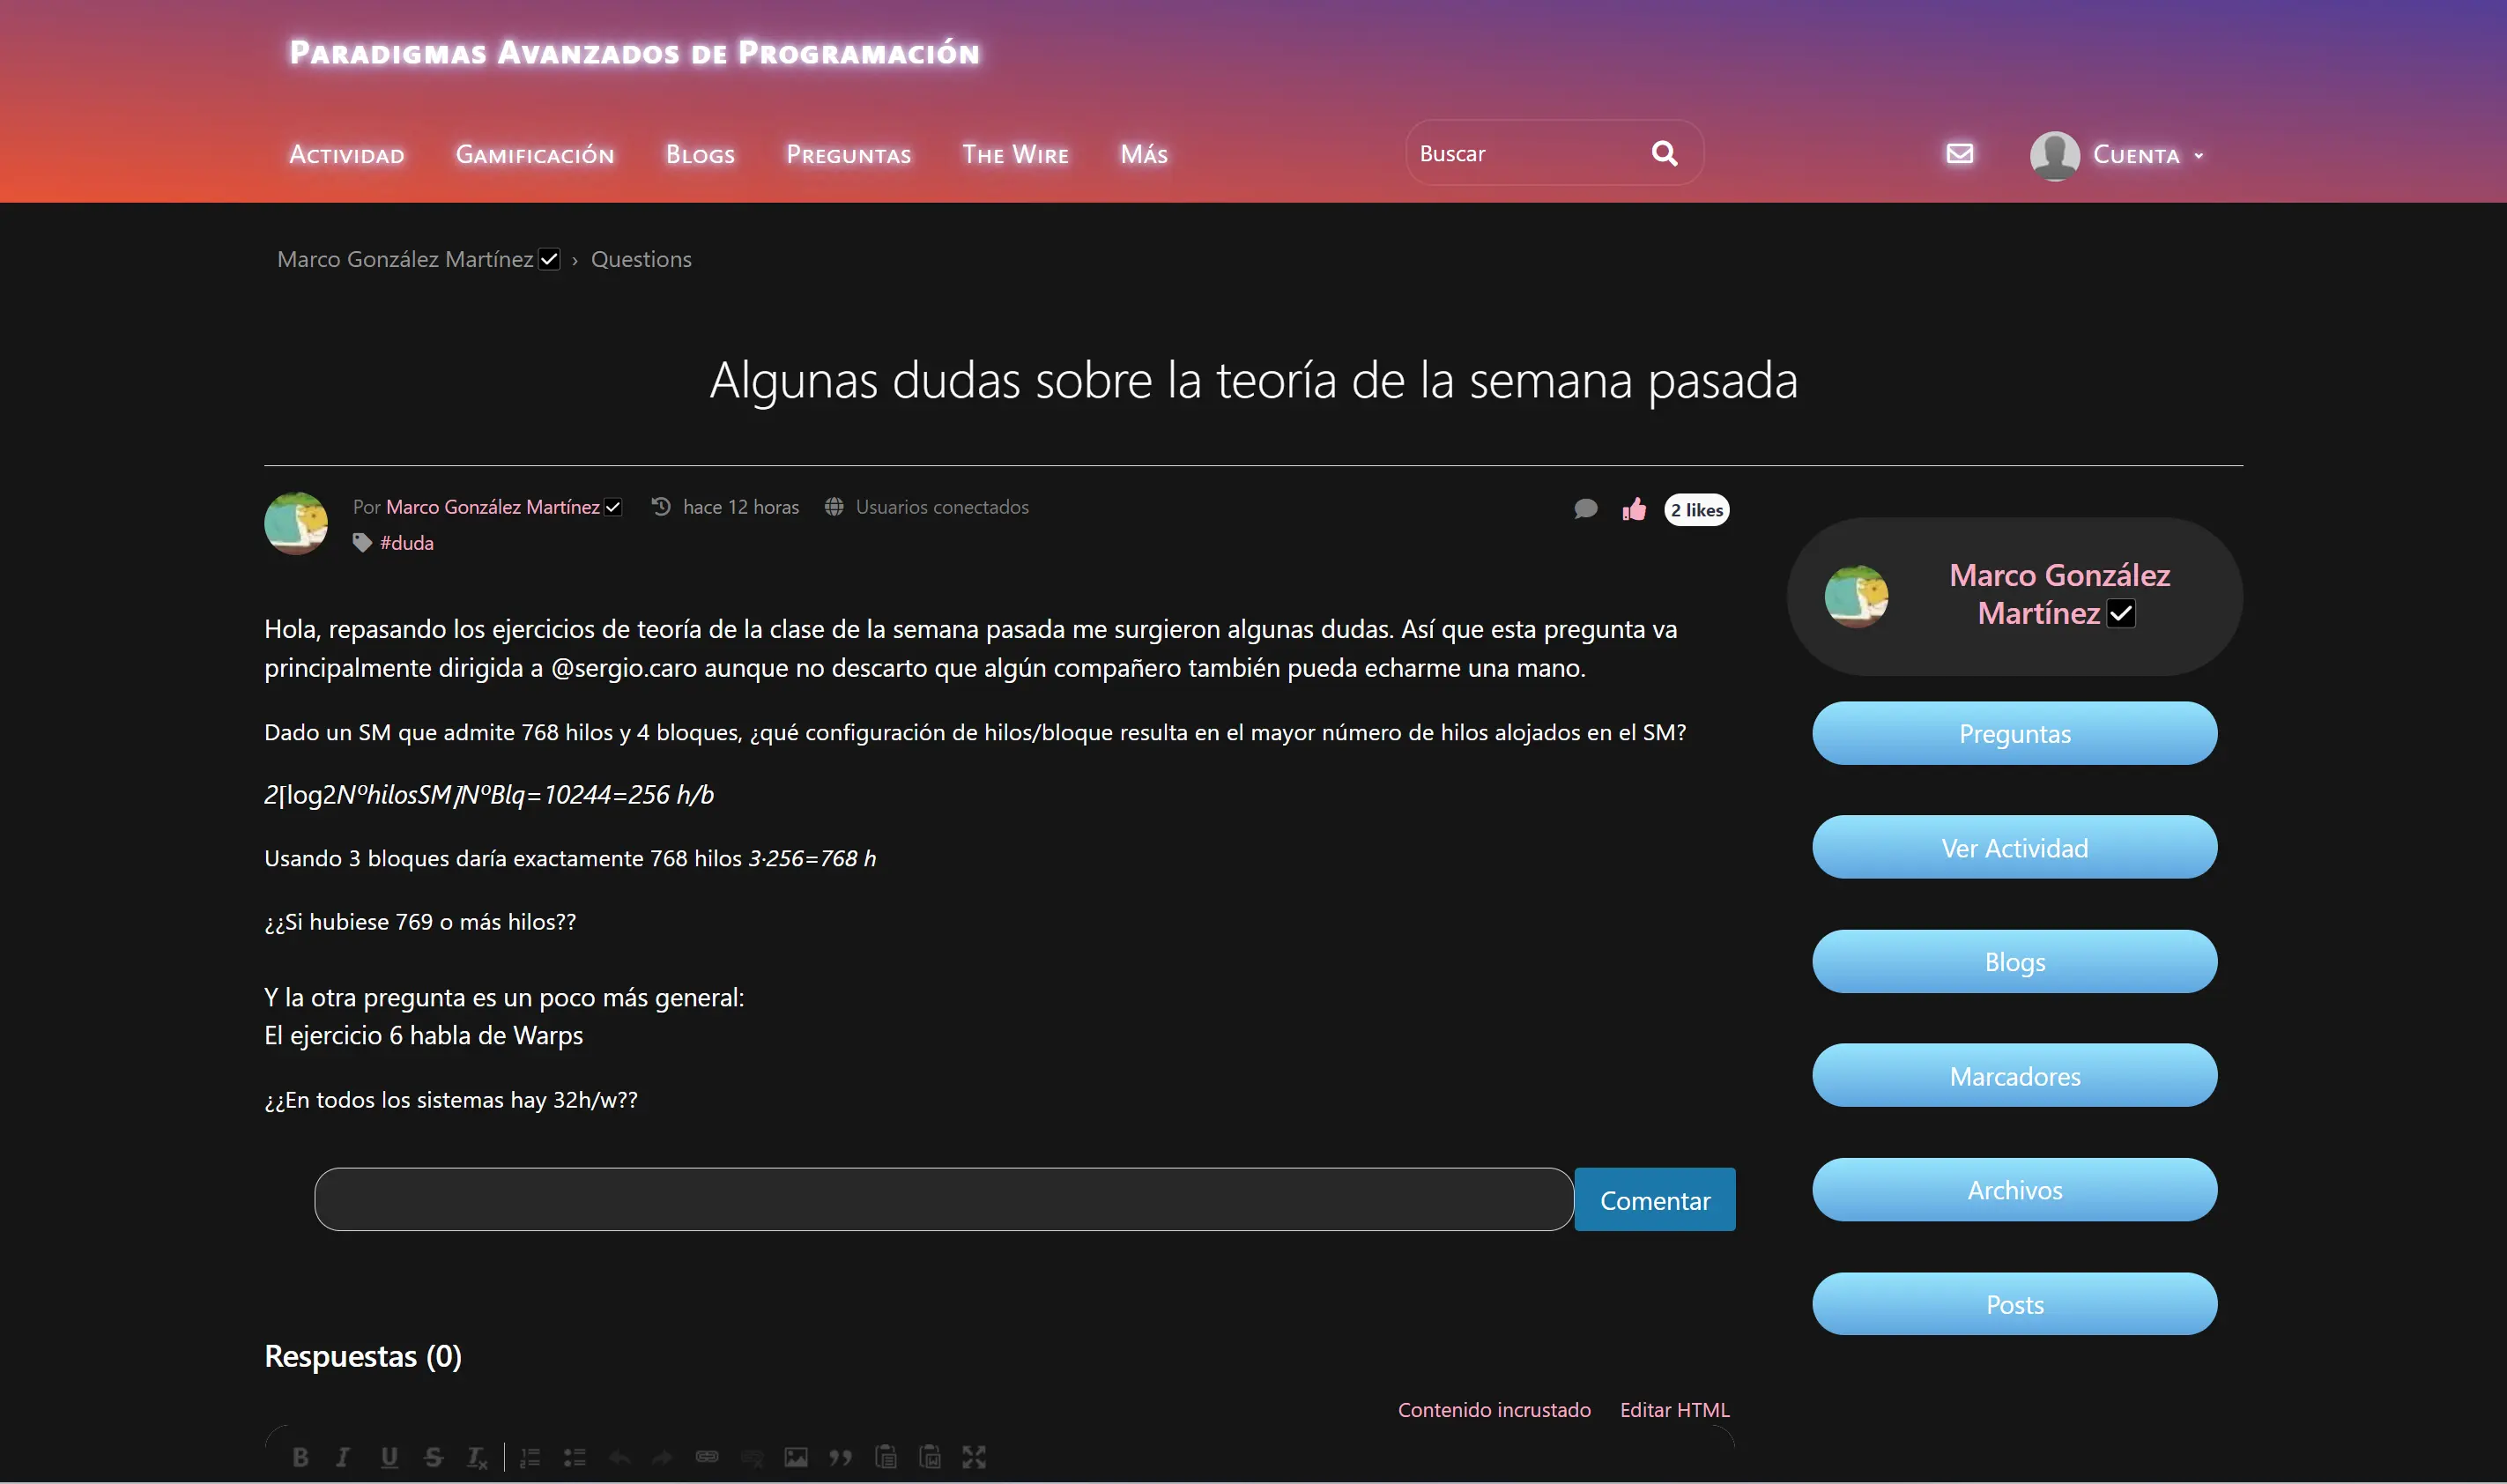 Paradigmas Avanzados de Programación
Actividad Gamificación Blogs Preguntas The Wire Más Buscar Cuenta
Marco González Martínez › Questions
Algunas dudas sobre la teoría de la semana pasada
Por Marco González Martínez hace 12 horas Usuarios conectados 2 likes
#duda
Marco González
Martínez
Hola, repasando los ejercicios de teoría de la clase de la semana pasada me surgieron algunas dudas. Así que esta pregunta va
principalmente dirigida a @sergio.caro aunque no descarto que algún compañero también pueda echarme una mano.
Dado un SM que admite 768 hilos y 4 bloques, ¿qué configuración de hilos/bloque resulta en el mayor número de hilos alojados en el SM?
2⌈log2NºhilosSM⌉NºBlq=10244=256 h/b
Usando 3 bloques daría exactamente 768 hilos 3·256=768 h
¿¿Si hubiese 769 o más hilos??
Y la otra pregunta es un poco más general:
El ejercicio 6 habla de Warps
¿¿En todos los sistemas hay 32h/w??
Comentar
Preguntas
Ver Actividad
Blogs
Marcadores
Archivos
Posts
Respuestas (0)
Contenido incrustado Editar HTML